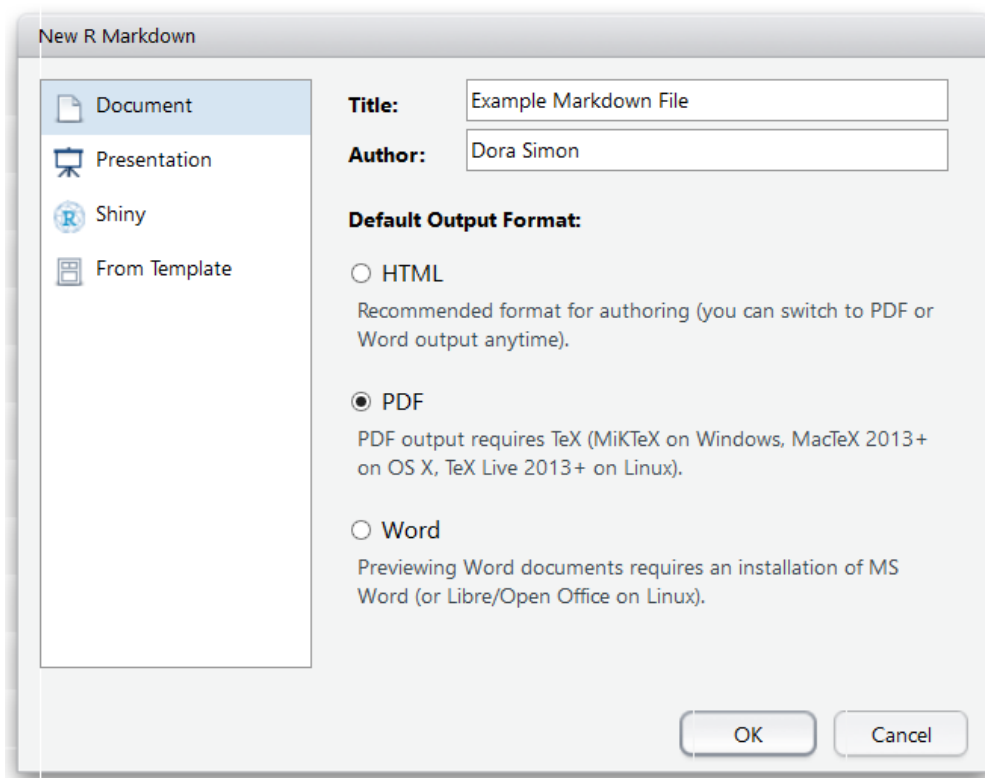 New R Markdown
Document
Presentation
Shiny
From Template
Title: Example Markdown File
Author: Dora Simon
Default Output Format:
HTML
Recommended format for authoring (you can switch to PDF or
Word output anytime).
PDF
PDF output requires TeX (MiKTeX on Windows, MacTeX 2013+
on OS X, TeX Live 2013+ on Linux).
Word
Previewing Word documents requires an installation of MS
Word (or Libre/Open Office on Linux).
OK Cancel